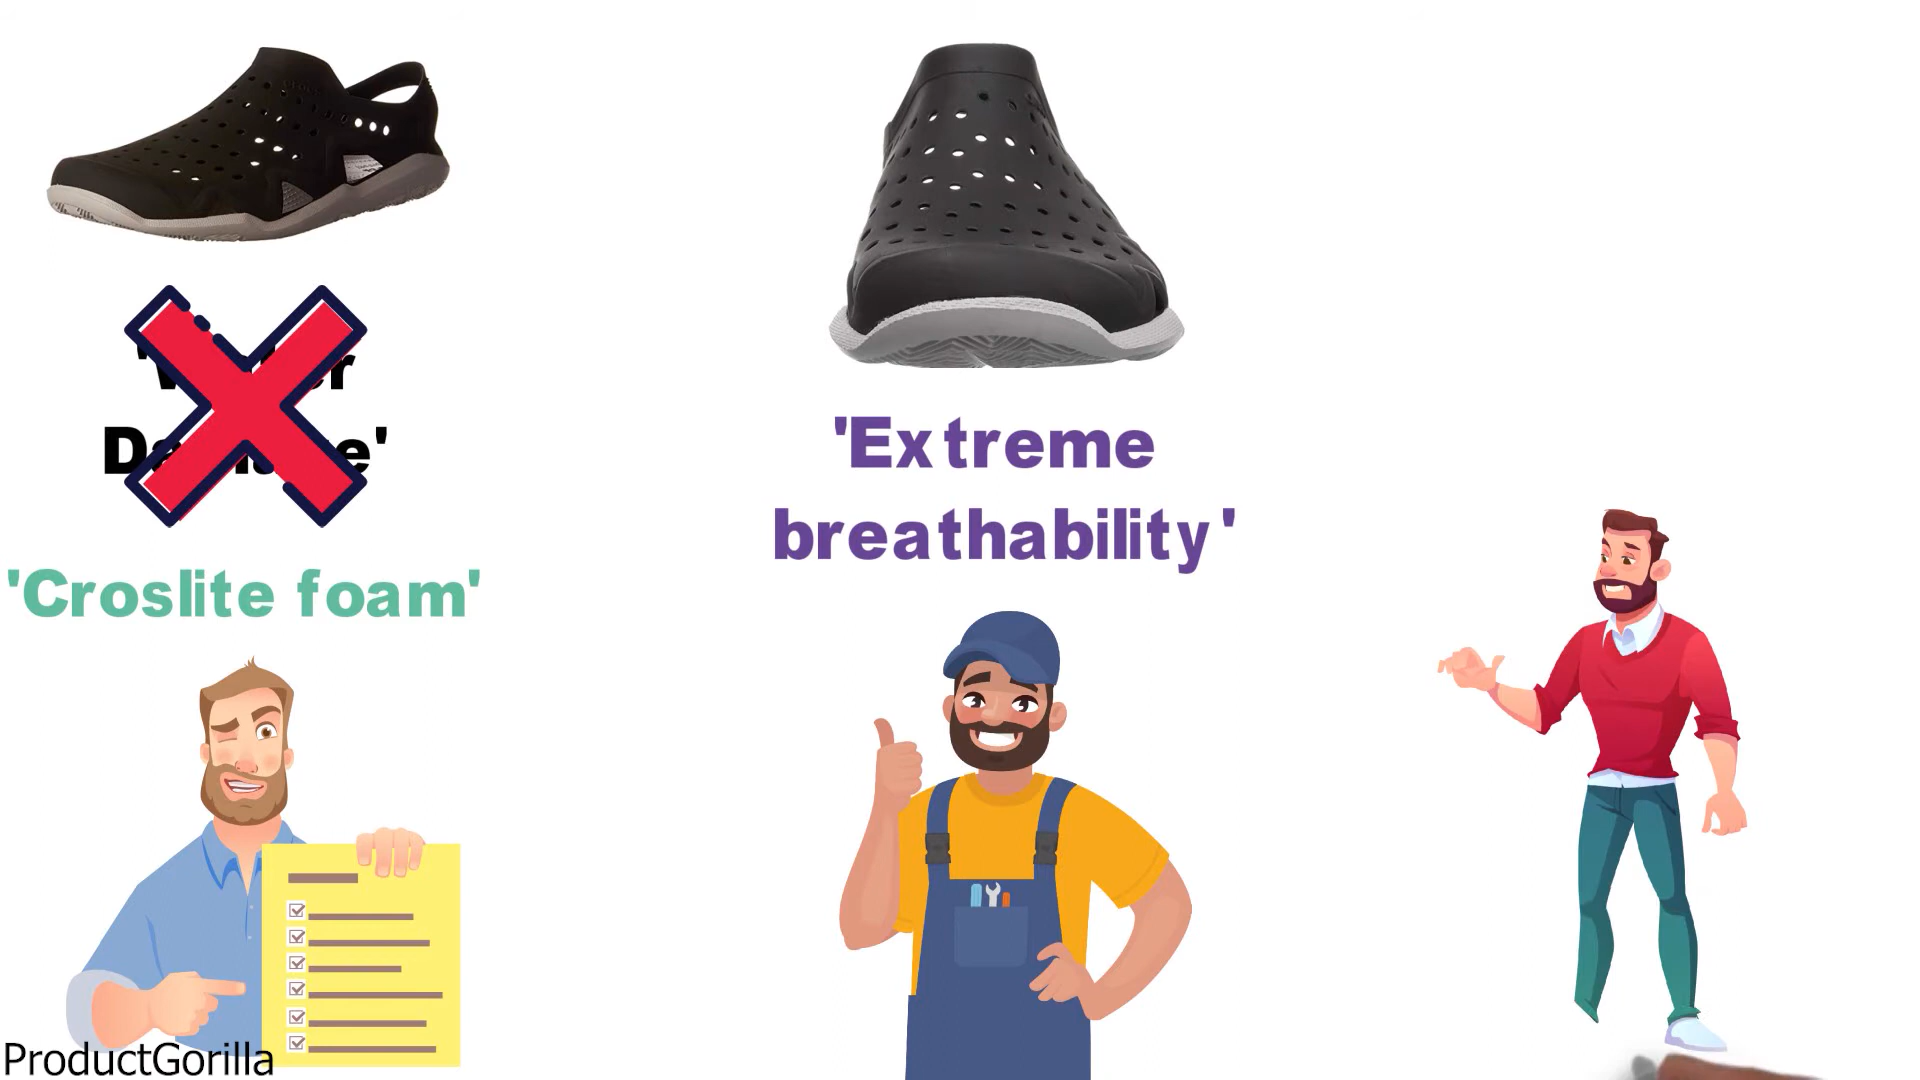 'Croslite foam'
'Extreme
breathability'
ProductGorilla